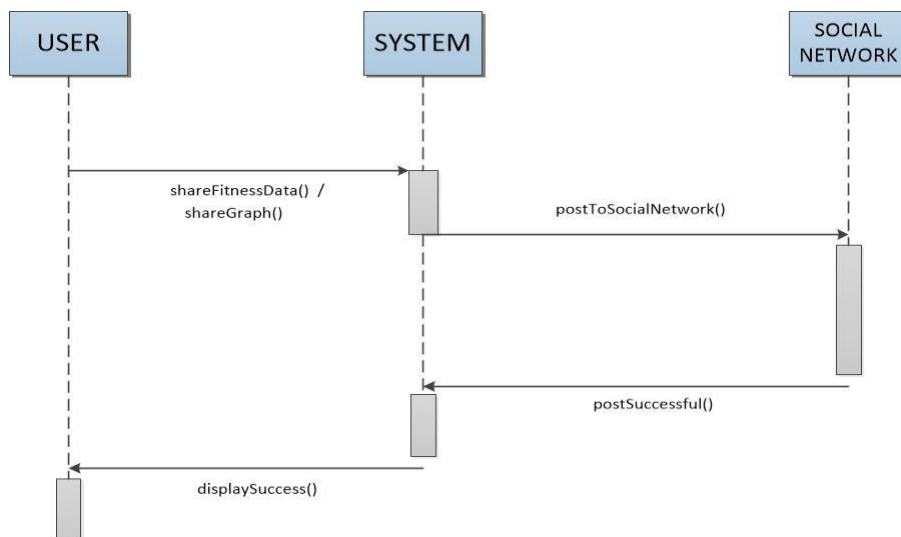 USER
SYSTEM
SOCIAL
NETWORK
shareFitnessData() /
shareGraph()
postToSocialNetwork()
postSuccessful()
displaySuccess()